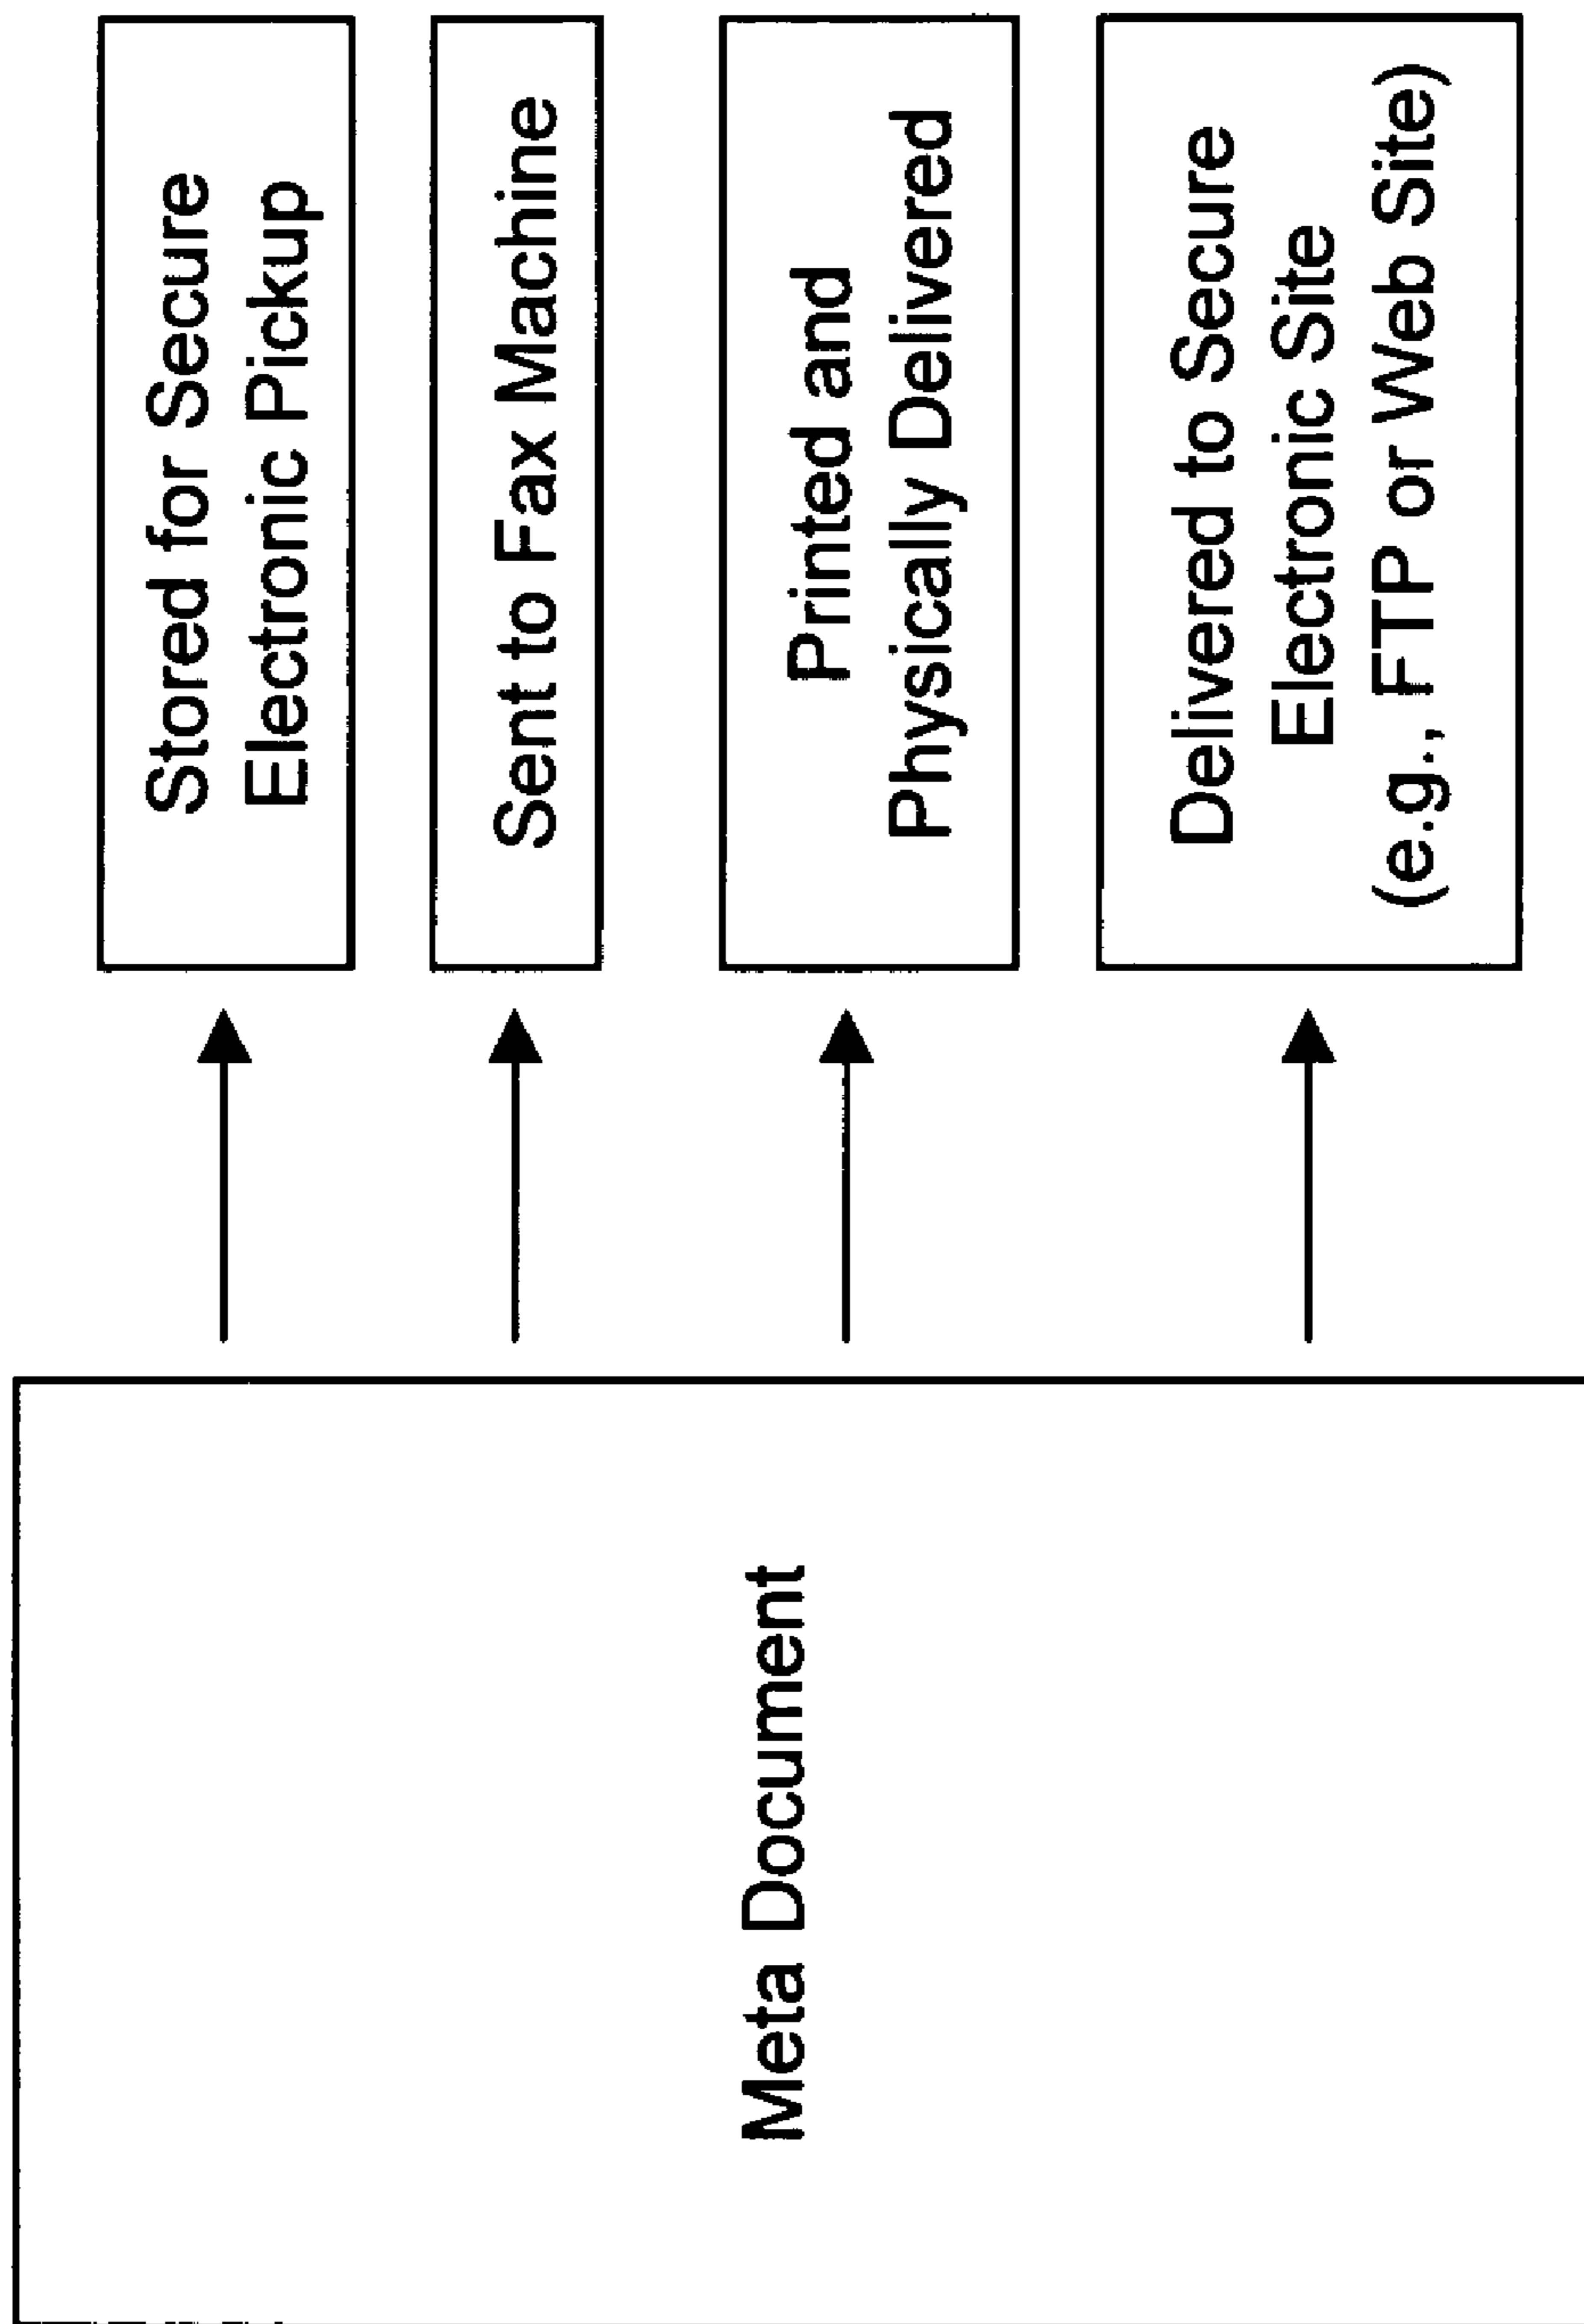 Meta Document
Stored for Secure
Electronic Pickup
Sent to Fax Machine
Printed and
Physically Delivered
Delivered to Secure
Electronic Site
(e.g., FTP or Web Site)